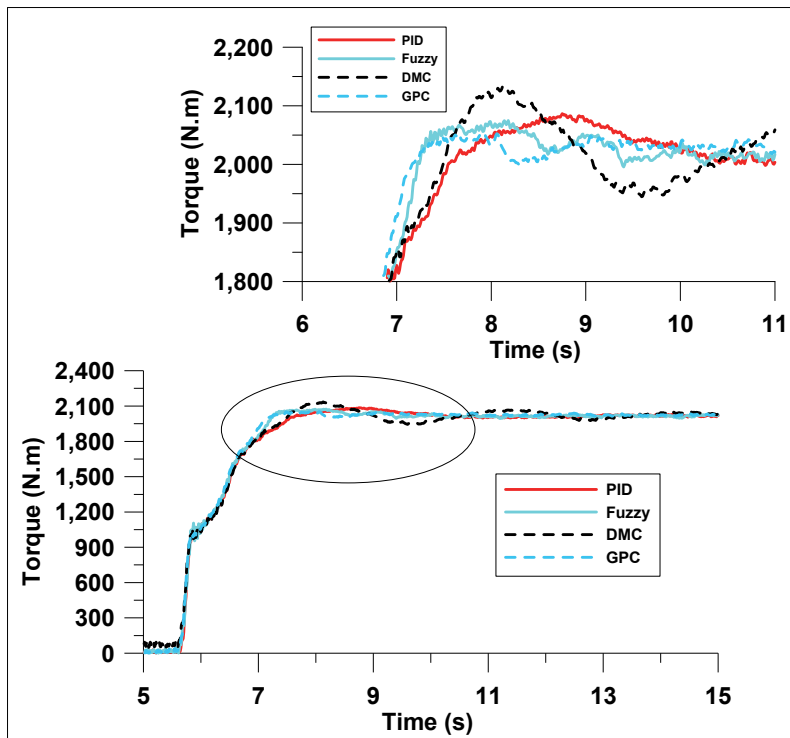 2,200
2,100
2,000
1,900
1,800
Torque (N.m)
PID
Fuzzy
DMC
GPC
6 7 8 9 10 11
Time (s)
2,400
2,100
1,800
1,500
1,200
900
600
300
0
Torque (N.m)
PID
Fuzzy
DMC
GPC
5 7 9 11 13 15
Time (s)